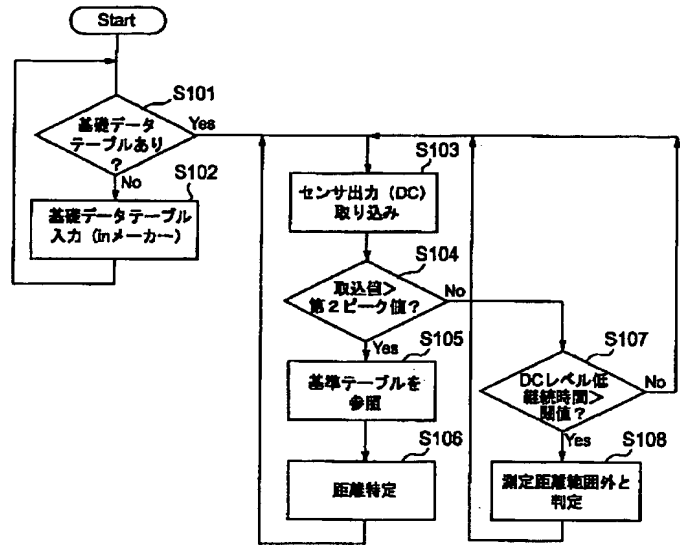 Start
S101
基礎データ
テーブルあり
?
Yes
No
S102
基礎データテーブル
入力(inメーカー)
S103
センサ出力(DC)
取り込み
S104
取込値>
第2ピーク値?
No
Yes
S105
基準テーブルを
参照
S106
距離特定
S107
DCレベル低
継続時間>
閾値?
No
Yes
S108
測定距離範囲外と
判定